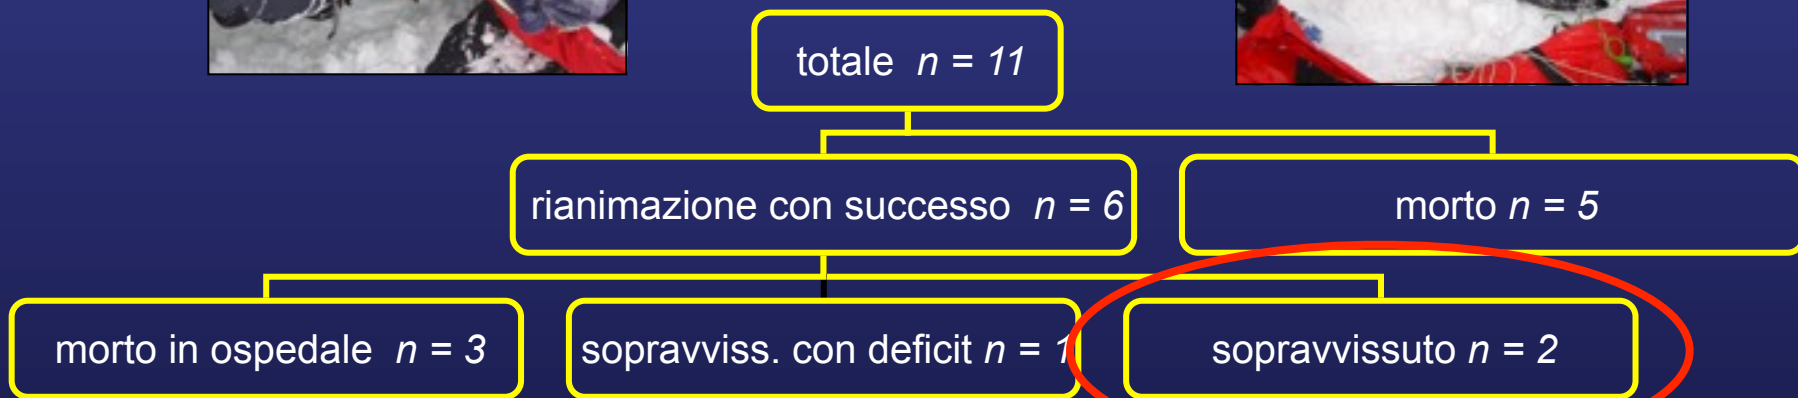 totale n = 11
rianimazione con successo n = 6
morto n = 5
morto in ospedale n = 3
sopravviss. con deficit n = 1
sopravvissuto n = 2